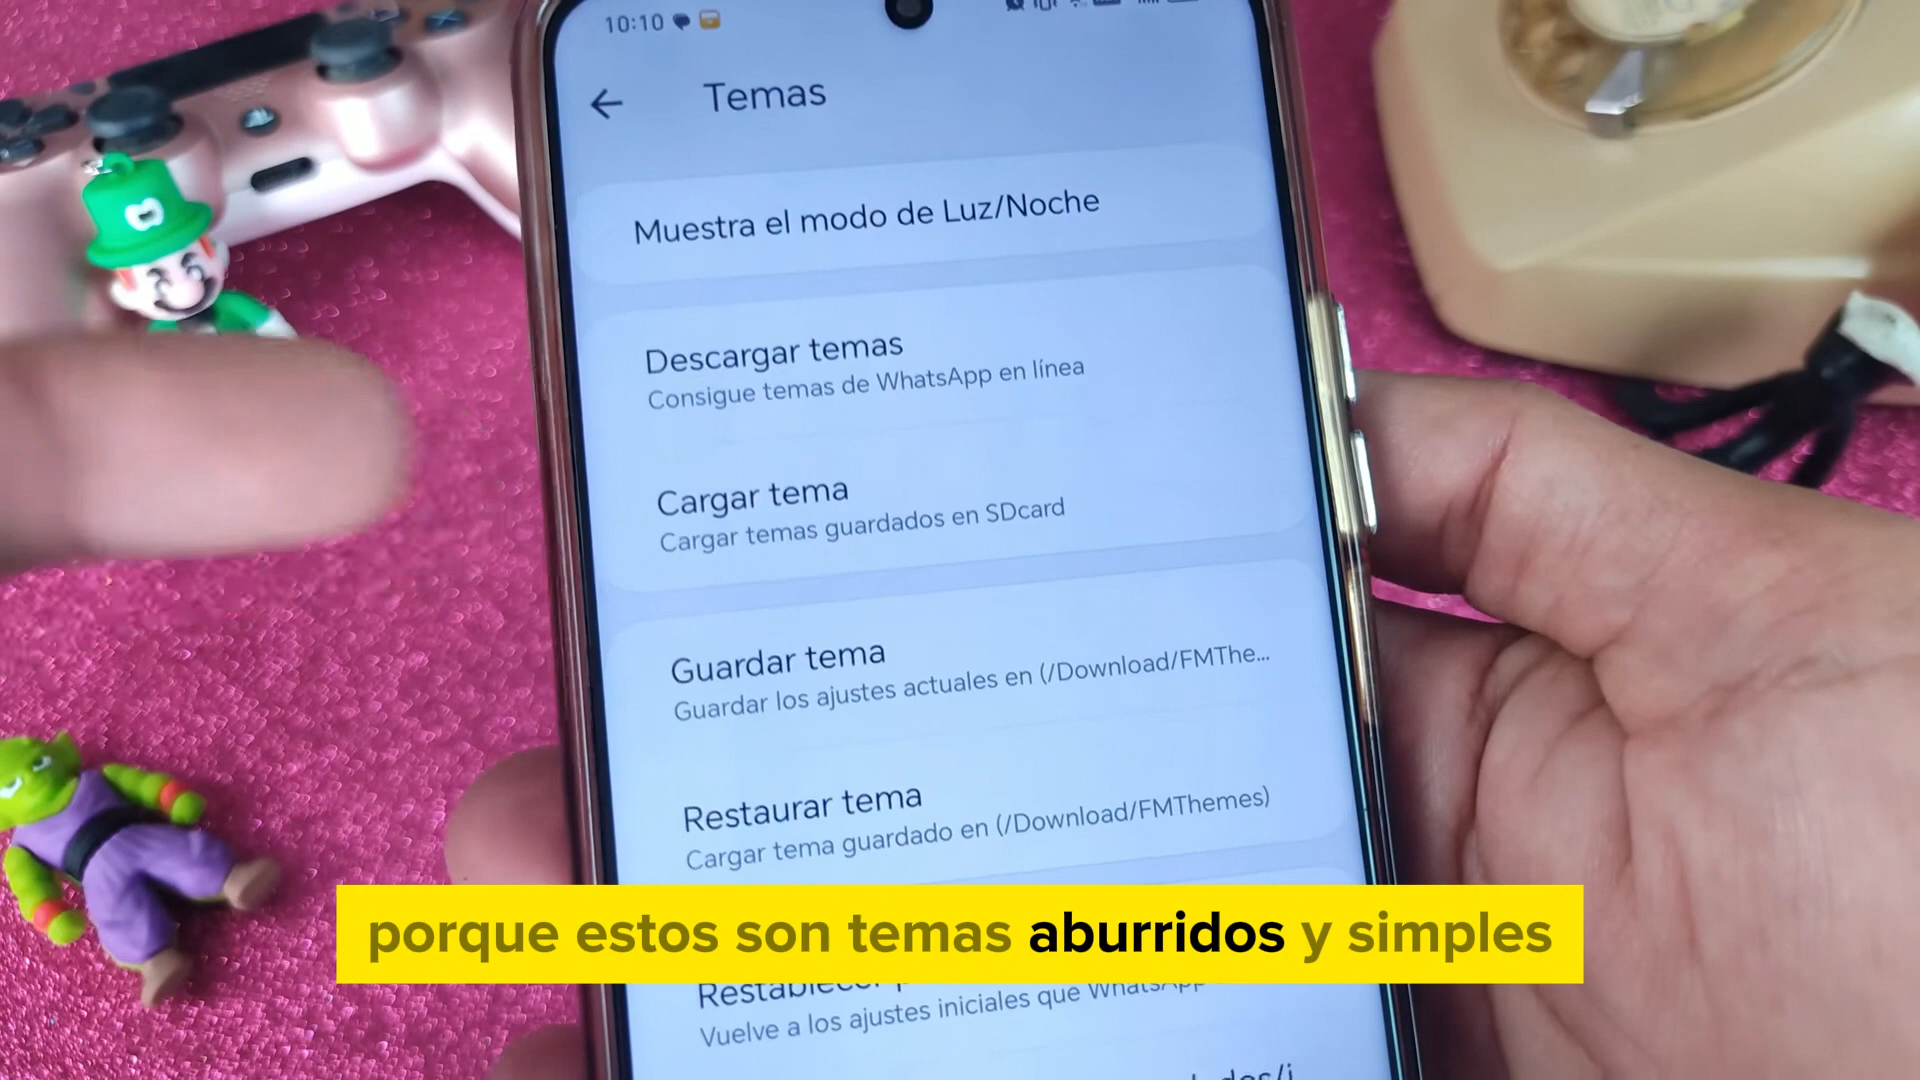 10:10
Temas
Muestra el modo de Luz/Noche
Descargar temas
Consigue temas de WhatsApp en línea
Cargar tema
Cargar temas guardados en SDcard
Guardar tema
Guardar los ajustes actuales en (/Download/FMThe...
Restaurar tema
Cargar tema guardado en (/Download/FMThemes)
porque estos son temas aburridos y simples
Vuelve a los ajustes iniciales que WhatsApp